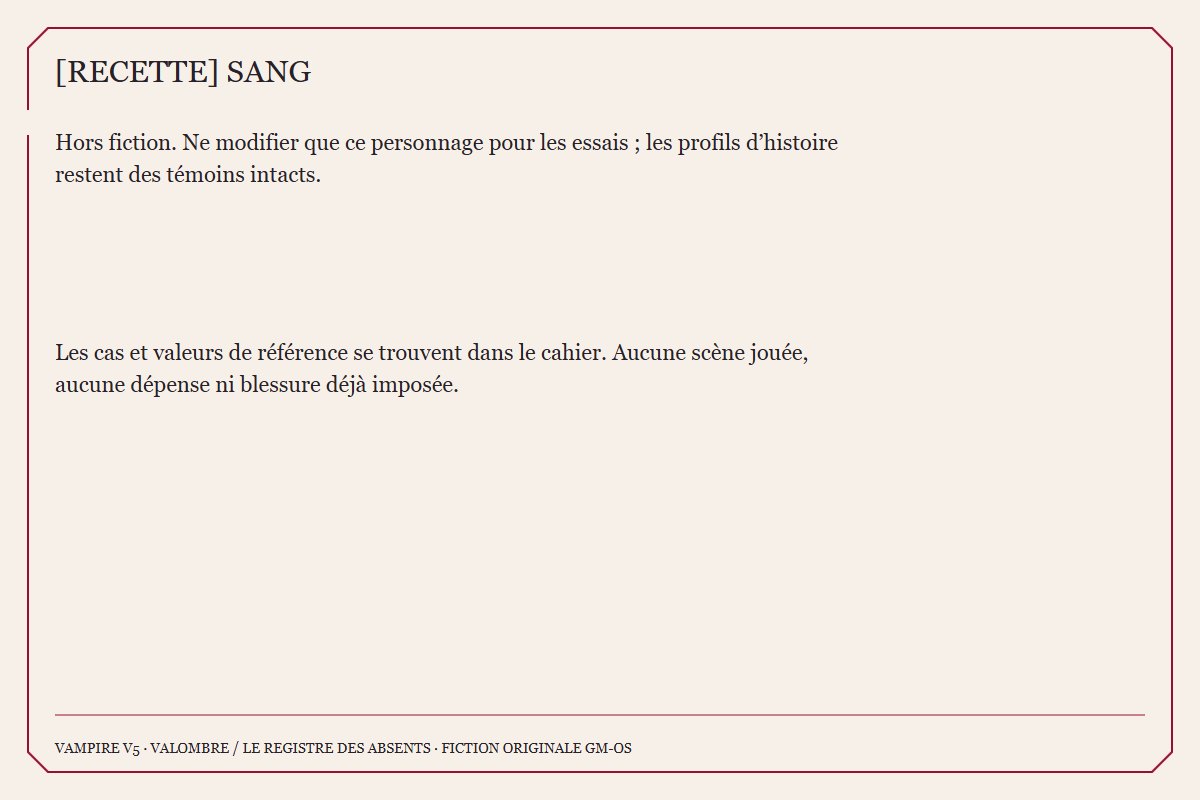 [RECETTE] SANG
Hors fiction. Ne modifier que ce personnage pour les essais ; les profils d’histoire
restent des témoins intacts.
Les cas et valeurs de référence se trouvent dans le cahier. Aucune scène jouée,
aucune dépense ni blessure déjà imposée.
VAMPIRE V5 · VALOMBRE / LE REGISTRE DES ABSENTS · FICTION ORIGINALE GM-OS